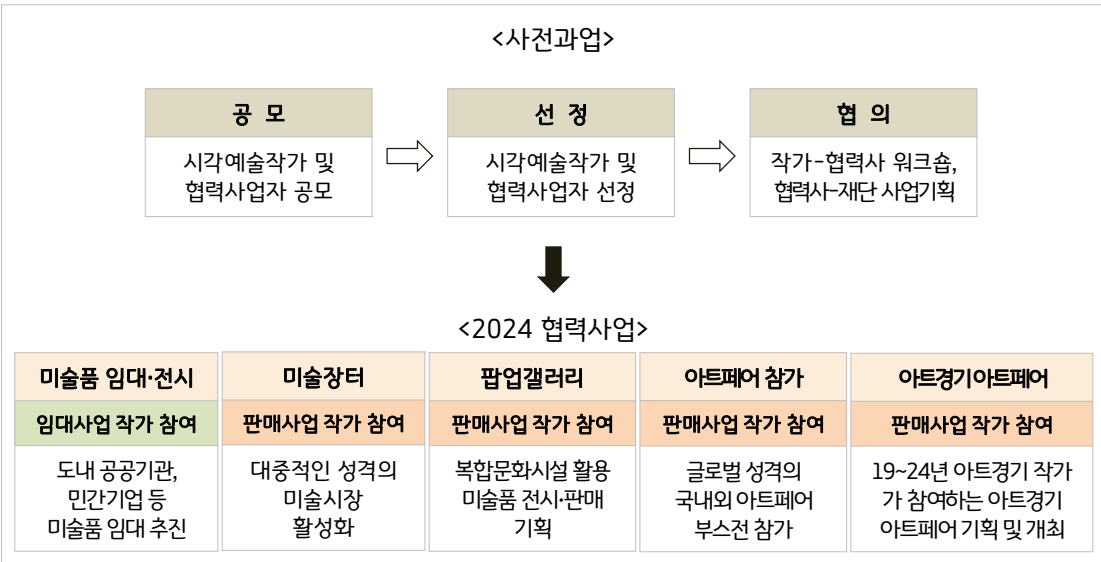 <사전과업>
공 모
선 정
협 의
시각예술작가 및
협력사업자 공모
시각예술작가 및
협력사업자 선정
작가-협력사 워크숍,
협력사-재단 사업기획
<2024 협력사업>
미술품 임대·전시
미술장터
팝업갤러리
아트페어 참가
아트경기아트페어
임대사업 작가 참여
판매사업 작가 참여
판매사업 작가 참여
판매사업 작가 참여
판매사업 작가 참여
도내 공공기관,
민간기업 등
미술품 임대 추진
대중적인 성격의
미술시장
활성화
복합문화시설 활용
미술품 전시·판매
기획
글로벌 성격의
국내외 아트페어
부스전 참가
19~24년 아트경기 작가
가 참여하는 아트경기
아트페어 기획 및 개최